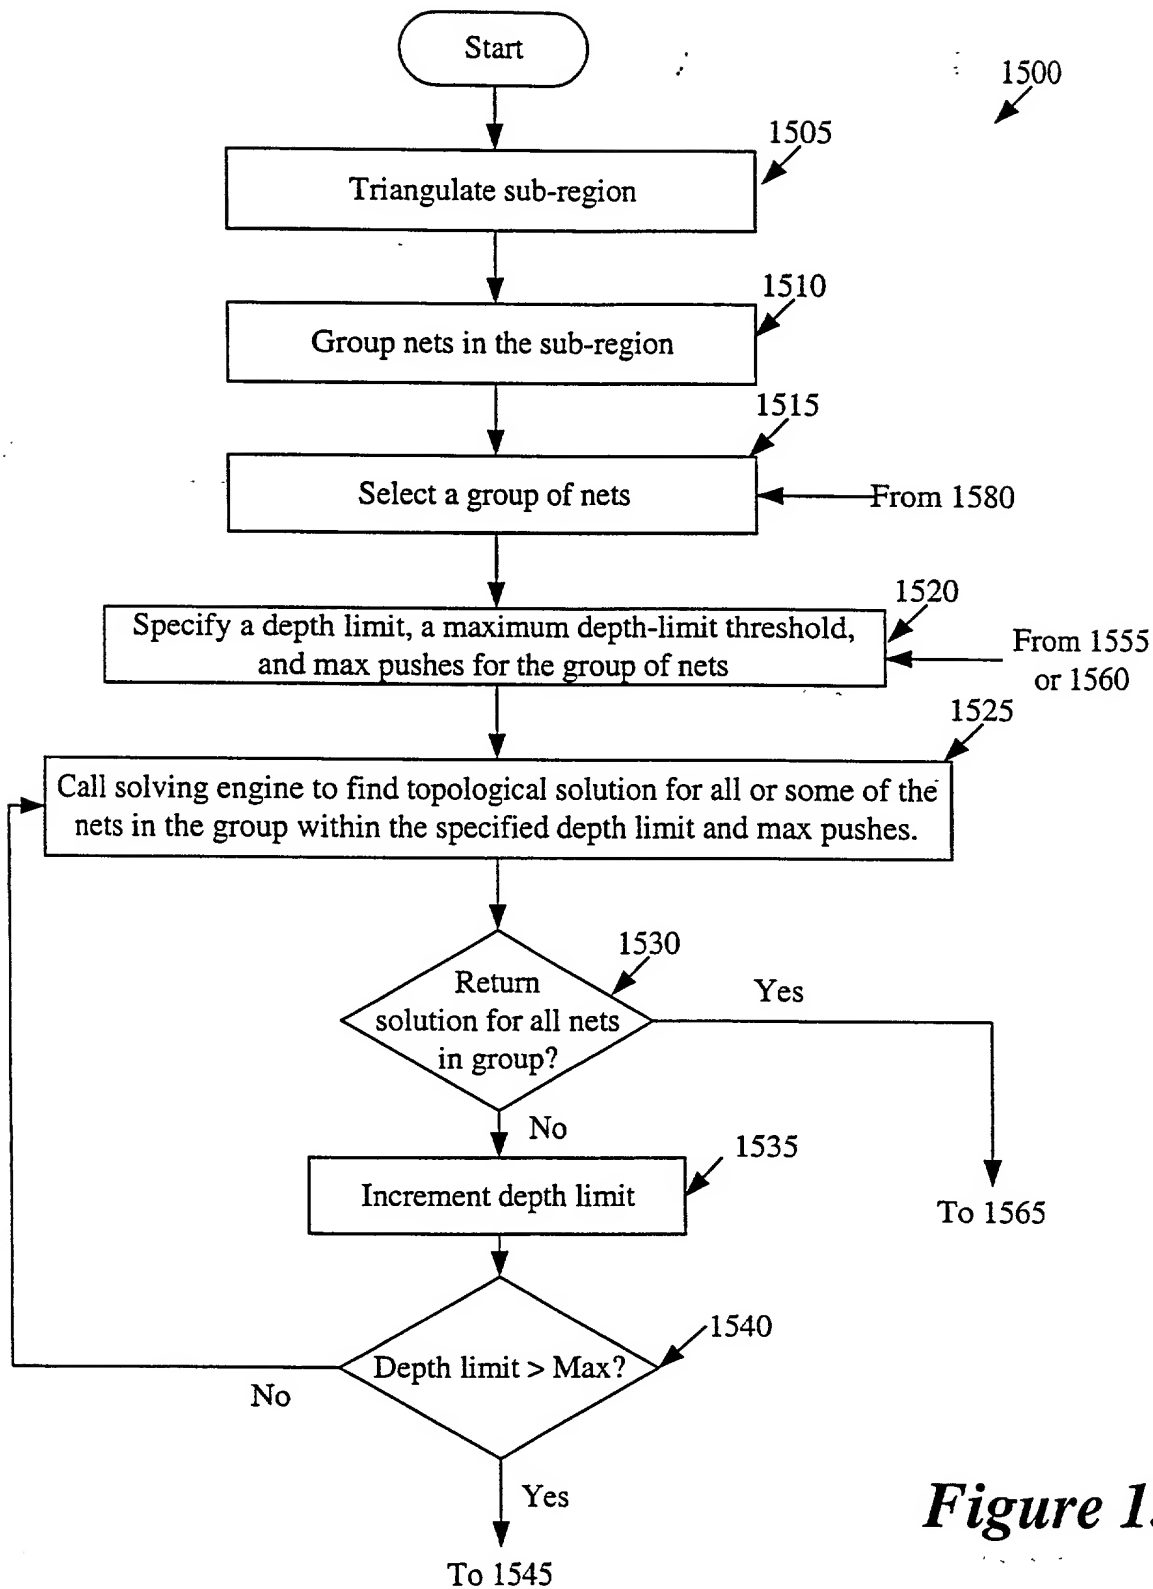 Start
1500
1505
Triangulate sub-region
1510
Group nets in the sub-region
1515
Select a group of nets
From 1580
1520
Specify a depth limit, a maximum depth-limit threshold,
and max pushes for the group of nets
From 1555
or 1560
1525
Call solving engine to find topological solution for all or some of the
nets in the group within the specified depth limit and max pushes.
1530
Return
solution for all nets
in group?
Yes
No
1535
Increment depth limit
To 1565
1540
Depth limit > Max?
No
Yes
To 1545
Figure 1